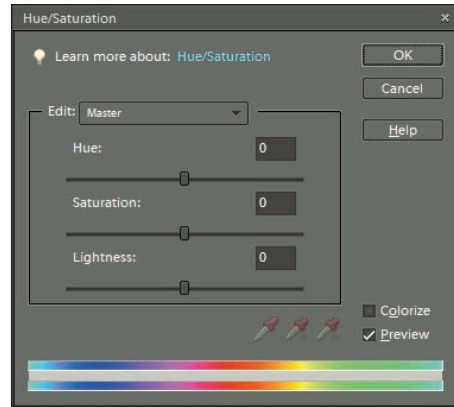 Hue/Saturation
Learn more about: Hue/Saturation
OK
Cancel
Help
Edit: Master
Hue: 0
Saturation: 0
Lightness: 0
Colorize
Preview